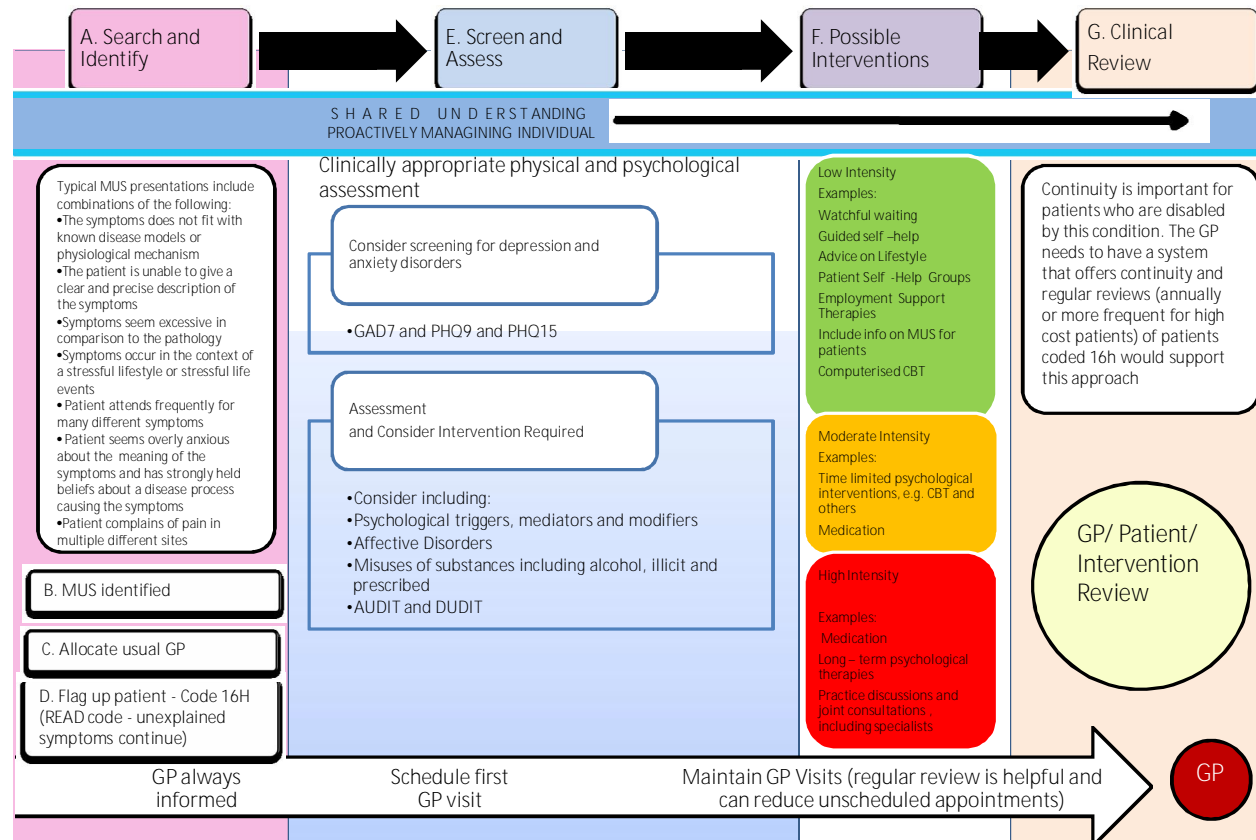 A. Search and
Identify
E. Screen and
Assess
F. Possible
Interventions
G. Clinical
Review
SHARED UNDERSTANDING
PROACTIVELY MANAGINING INDIVIDUAL
Typical MUS presentations include
combinations of the following:
•The symptoms does not fit with
known disease models or
physiological mechanism
•The patient is unable to give a
clear and precise description of
the symptoms
•Symptoms seem excessive in
comparison to the pathology
•Symptoms occur in the context of
a stressful lifestyle or stressful life
events
•Patient attends frequently for
many different symptoms
•Patient seems overly anxious
about the meaning of the
symptoms and has strongly held
beliefs about a disease process
causing the symptoms
•Patient complains of pain in
multiple different sites
B. MUS identified
C. Allocate usual GP
D. Flag up patient - Code 16H
(READ code - unexplained
symptoms continue)
Clinically appropriate physical and psychological
assessment
Consider screening for depression and
anxiety disorders
•GAD7 and PHQ9 and PHQ15
Assessment
and Consider Intervention Required
•Consider including:
•Psychological triggers, mediators and modifiers
•Affective Disorders
•Misuses of substances including alcohol, illicit and
prescribed
•AUDIT and DUDIT
Low Intensity
Examples:
Watchful waiting
Guided self –help
Advice on Lifestyle
Patient Self -Help Groups
Employment Support
Therapies
Include info on MUS for
patients
Computerised CBT
Moderate Intensity
Examples:
Time limited psychological
interventions, e.g. CBT and
others
Medication
High Intensity
Examples:
Medication
Long – term psychological
therapies
Practice discussions and
joint consultations ,
including specialists
Continuity is important for
patients who are disabled
by this condition. The GP
needs to have a system
that offers continuity and
regular reviews (annually
or more frequent for high
cost patients) of patients
coded 16h would support
this approach
GP/ Patient/
Intervention
Review
GP always
informed
Schedule first
GP visit
Maintain GP Visits (regular review is helpful and
can reduce unscheduled appointments)
GP